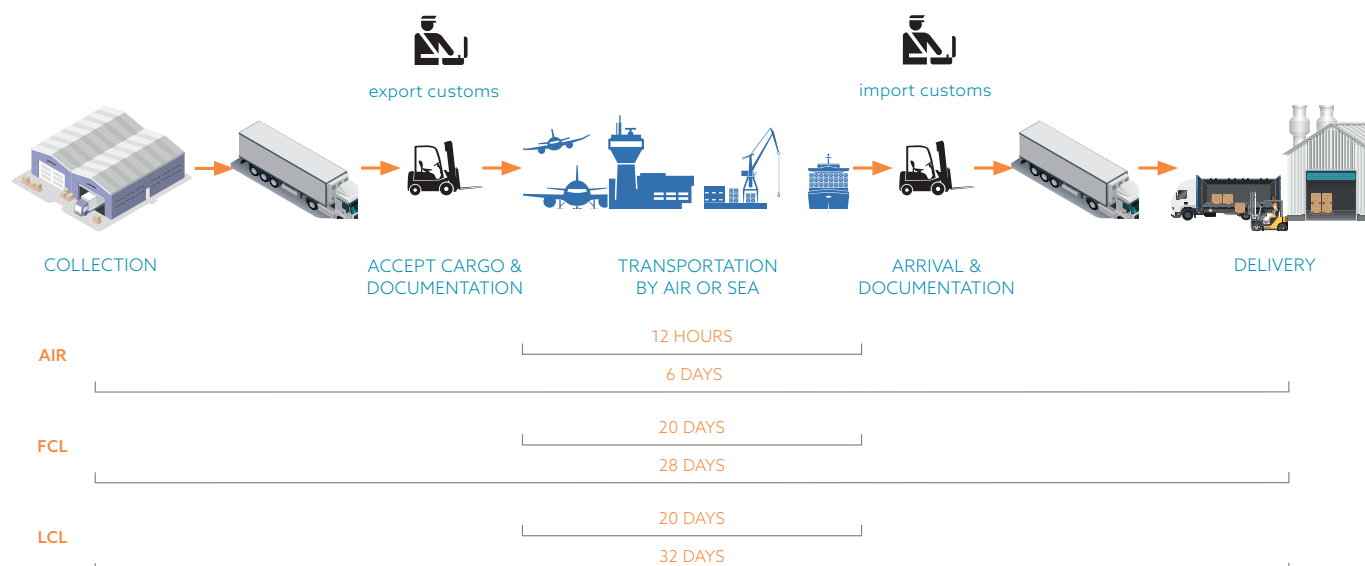 export customs
import customs
COLLECTION
ACCEPT CARGO &
DOCUMENTATION
TRANSPORTATION
BY AIR OR SEA
ARRIVAL &
DOCUMENTATION
DELIVERY
AIR
12 HOURS
6 DAYS
FCL
20 DAYS
28 DAYS
LCL
20 DAYS
32 DAYS